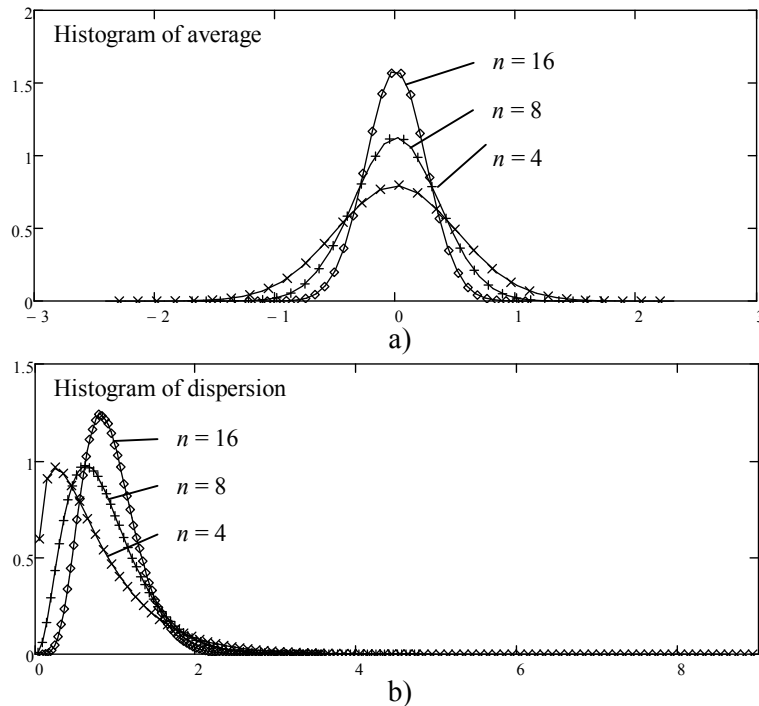 Histogram of average
2
1.5
1
0.5
0
n = 16
n = 8
n = 4
− 3
− 2
− 1
0
1
2
3
a)
Histogram of dispersion
1.5
1
0.5
0
n = 16
n = 8
n = 4
0
2
4
6
8
b)